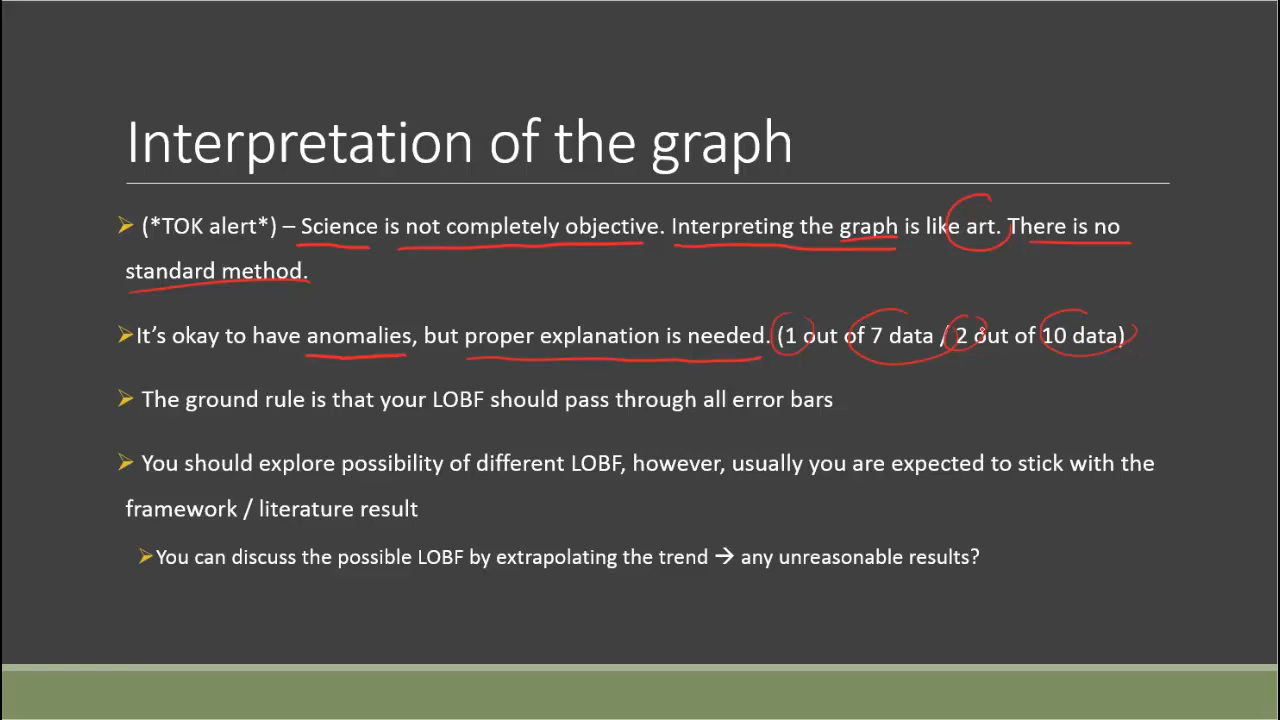 Interpretation of the graph
(*TOK alert*) – Science is not completely objective. Interpreting the graph is like art. There is no
standard method.
It's okay to have anomalies, but proper explanation is needed. (1 out of 7 data / 2 out of 10 data)
The ground rule is that your LOBF should pass through all error bars
You should explore possibility of different LOBF, however, usually you are expected to stick with the
framework / literature result
You can discuss the possible LOBF by extrapolating the trend → any unreasonable results?